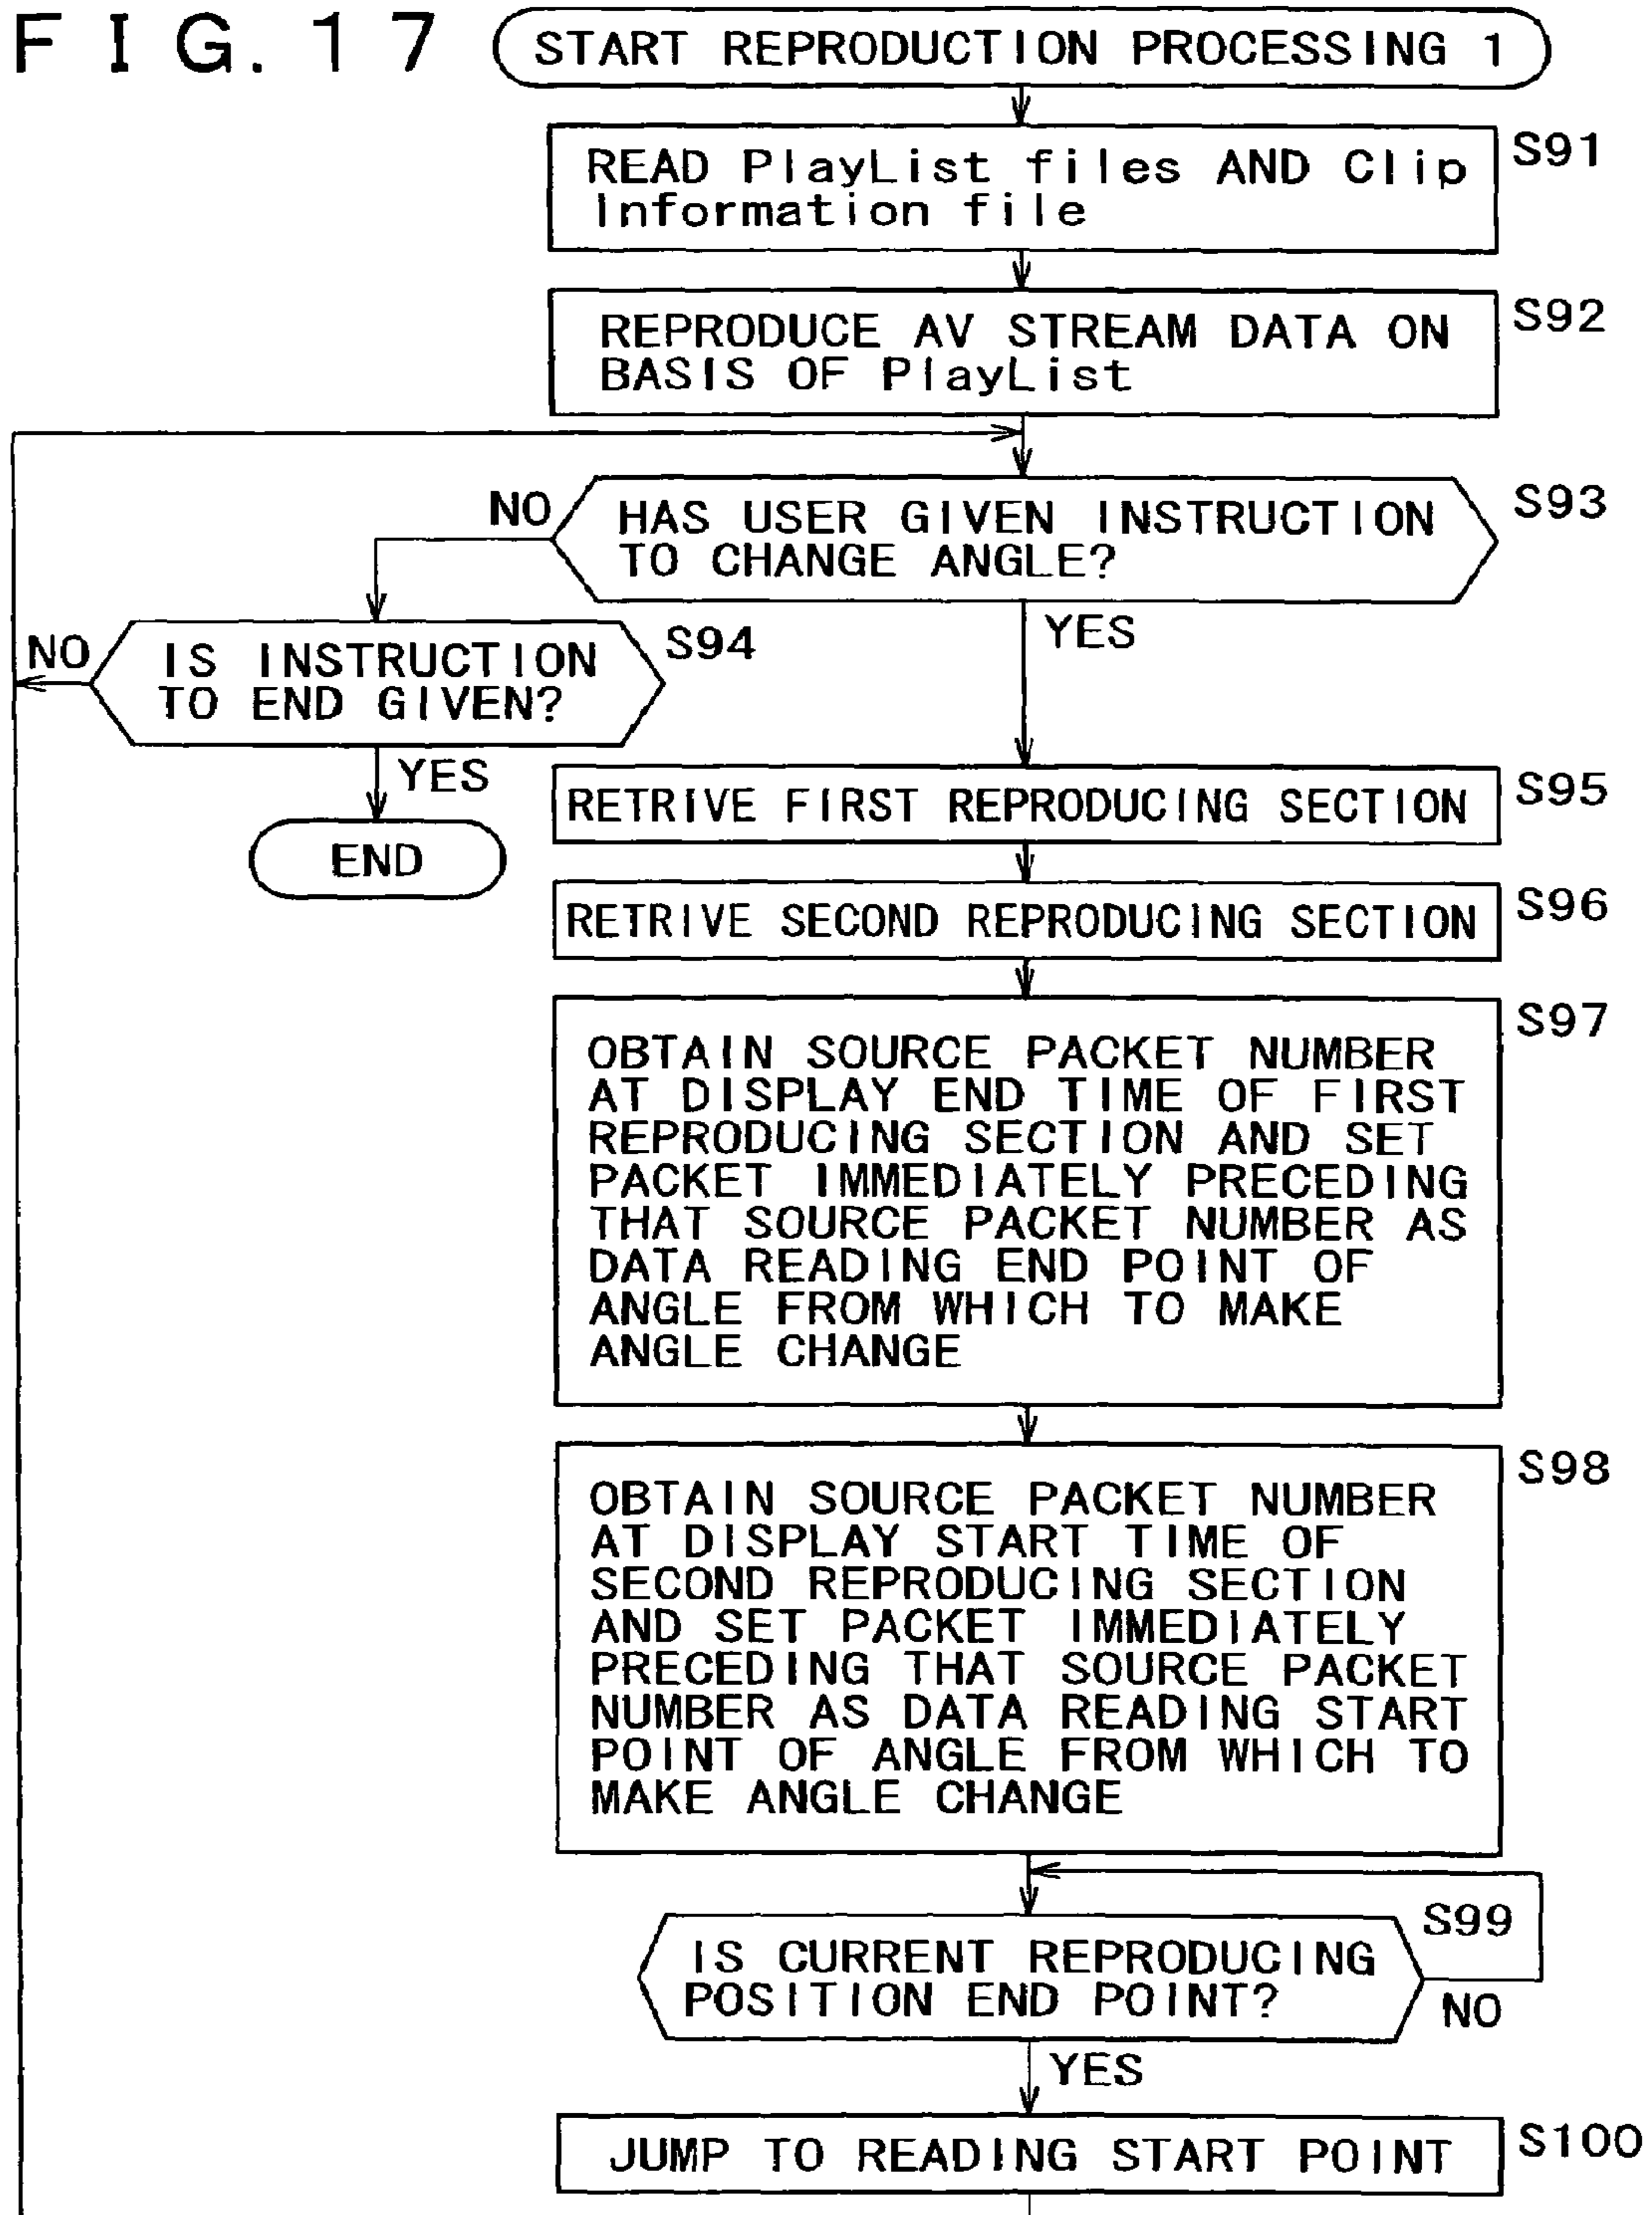 FIG. 17
START REPRODUCTION PROCESSING 1
READ PlayList files AND Clip
Information file
S91
REPRODUCE AV STREAM DATA ON
BASIS OF PlayList
S92
HAS USER GIVEN INSTRUCTION
TO CHANGE ANGLE?
S93
NO
YES
IS INSTRUCTION
TO END GIVEN?
S94
NO
YES
END
RETRIVE FIRST REPRODUCING SECTION
S95
RETRIVE SECOND REPRODUCING SECTION
S96
OBTAIN SOURCE PACKET NUMBER
AT DISPLAY END TIME OF FIRST
REPRODUCING SECTION AND SET
PACKET IMMEDIATELY PRECEDING
THAT SOURCE PACKET NUMBER AS
DATA READING END POINT OF
ANGLE FROM WHICH TO MAKE
ANGLE CHANGE
S97
OBTAIN SOURCE PACKET NUMBER
AT DISPLAY START TIME OF
SECOND REPRODUCING SECTION
AND SET PACKET IMMEDIATELY
PRECEDING THAT SOURCE PACKET
NUMBER AS DATA READING START
POINT OF ANGLE FROM WHICH TO
MAKE ANGLE CHANGE
S98
IS CURRENT REPRODUCING
POSITION END POINT?
S99
NO
YES
JUMP TO READING START POINT
S100